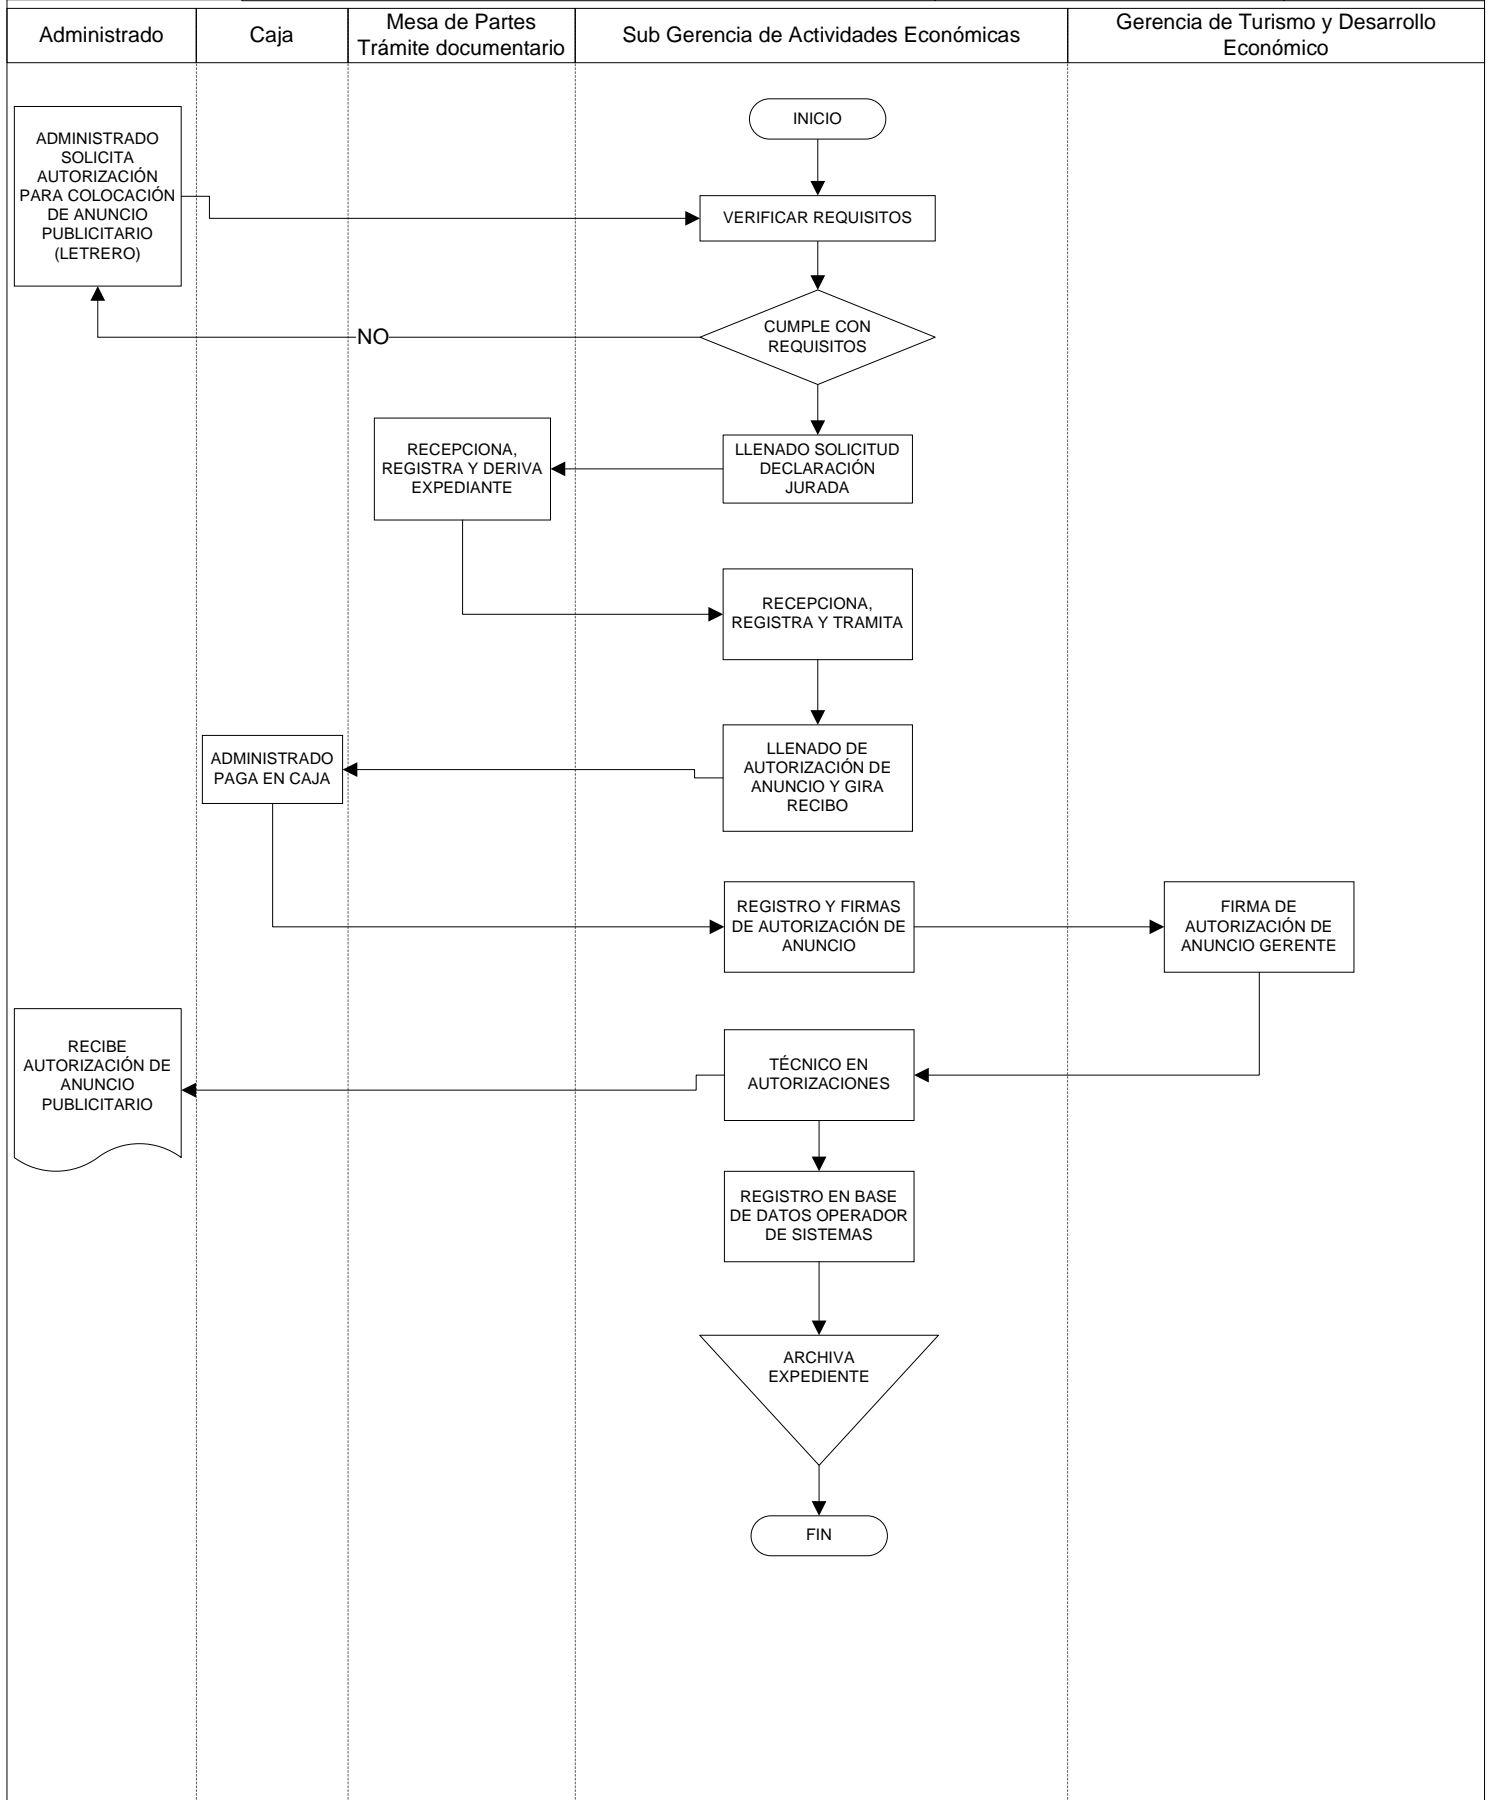 Administrado
Caja
Mesa de Partes
Trámite documentario
Sub Gerencia de Actividades Económicas
Gerencia de Turismo y Desarrollo
Económico
INICIO
ADMINISTRADO
SOLICITA
AUTORIZACIÓN
PARA COLOCACIÓN
DE ANUNCIO
PUBLICITARIO
(LETRERO)
VERIFICAR REQUISITOS
CUMPLE CON
REQUISITOS
NO
RECEPCIONA,
REGISTRA Y DERIVA
EXPEDIANTE
LLENADO SOLICITUD
DECLARACIÓN
JURADA
RECEPCIONA,
REGISTRA Y TRAMITA
ADMINISTRADO
PAGA EN CAJA
LLENADO DE
AUTORIZACIÓN DE
ANUNCIO Y GIRA
RECIBO
REGISTRO Y FIRMAS
DE AUTORIZACIÓN DE
ANUNCIO
FIRMA DE
AUTORIZACIÓN DE
ANUNCIO GERENTE
RECIBE
AUTORIZACIÓN DE
ANUNCIO
PUBLICITARIO
TÉCNICO EN
AUTORIZACIONES
REGISTRO EN BASE
DE DATOS OPERADOR
DE SISTEMAS
ARCHIVA
EXPEDIENTE
FIN